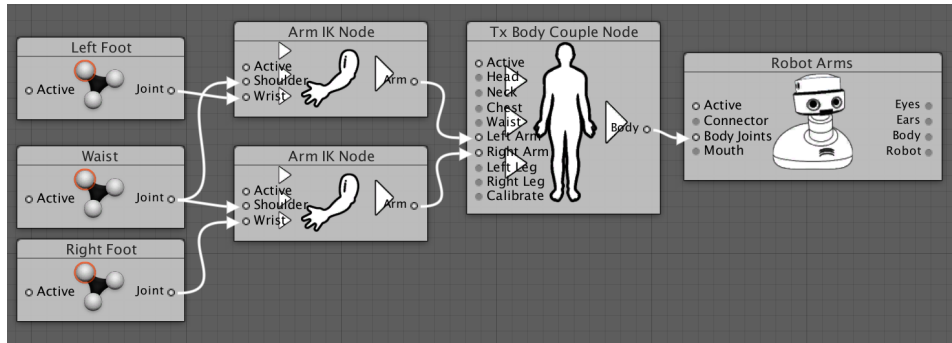 Left Foot
Active
Joint
Waist
Active
Joint
Right Foot
Active
Joint
Arm IK Node
Active
Shoulder
Wrist
Arm
Arm IK Node
Active
Shoulder
Wrist
Arm
Tx Body Couple Node
Active
Head
Neck
Chest
Waist
Left Arm
Right Arm
Left Leg
Right Leg
Calibrate
Body
Robot Arms
Active
Connector
Body Joints
Mouth
Eyes
Ears
Body
Robot